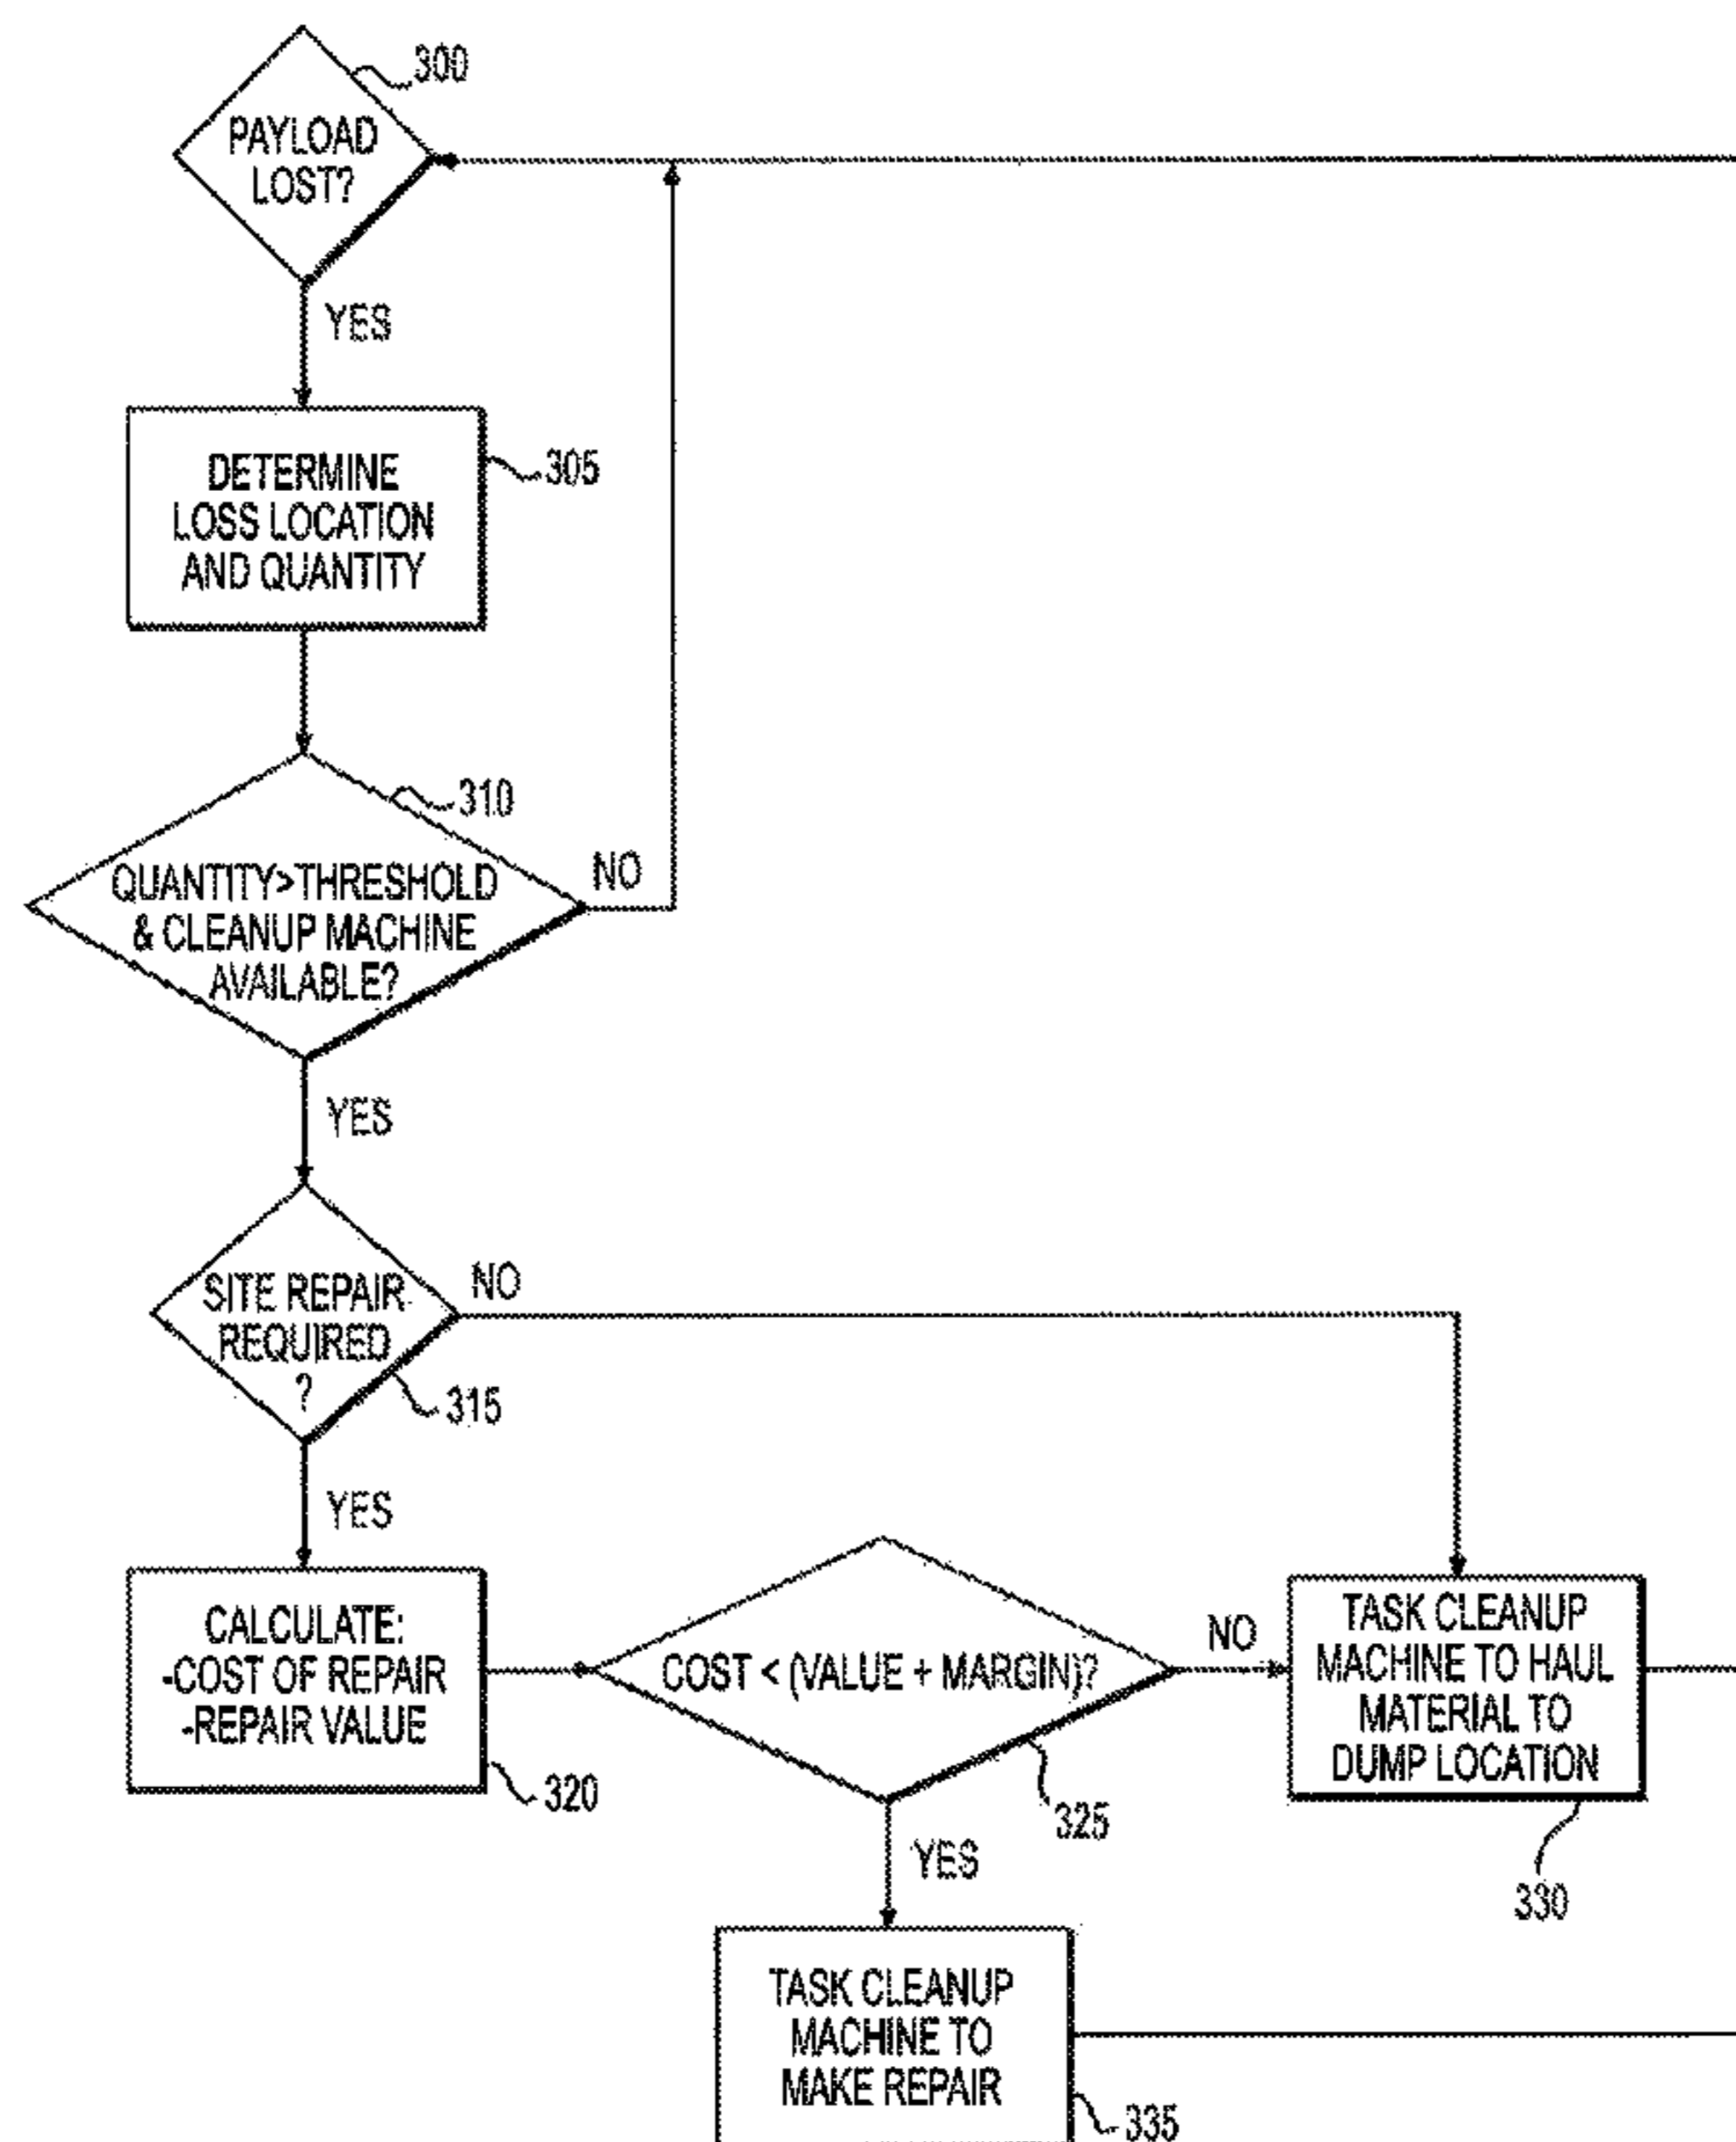 300
PAYLOAD
LOST?
YES
DETERMINE
LOSS LOCATION
AND QUANTITY
305
310
QUANTITY>THRESHOLD
& CLEANUP MACHINE
AVAILABLE?
NO
YES
SITE REPAIR
REQUIRED
?
NO
315
YES
CALCULATE:
-COST OF REPAIR
-REPAIR VALUE
320
COST < (VALUE + MARGIN)?
NO
325
YES
TASK CLEANUP
MACHINE TO HAUL
MATERIAL TO
DUMP LOCATION
330
TASK CLEANUP
MACHINE TO
MAKE REPAIR
335